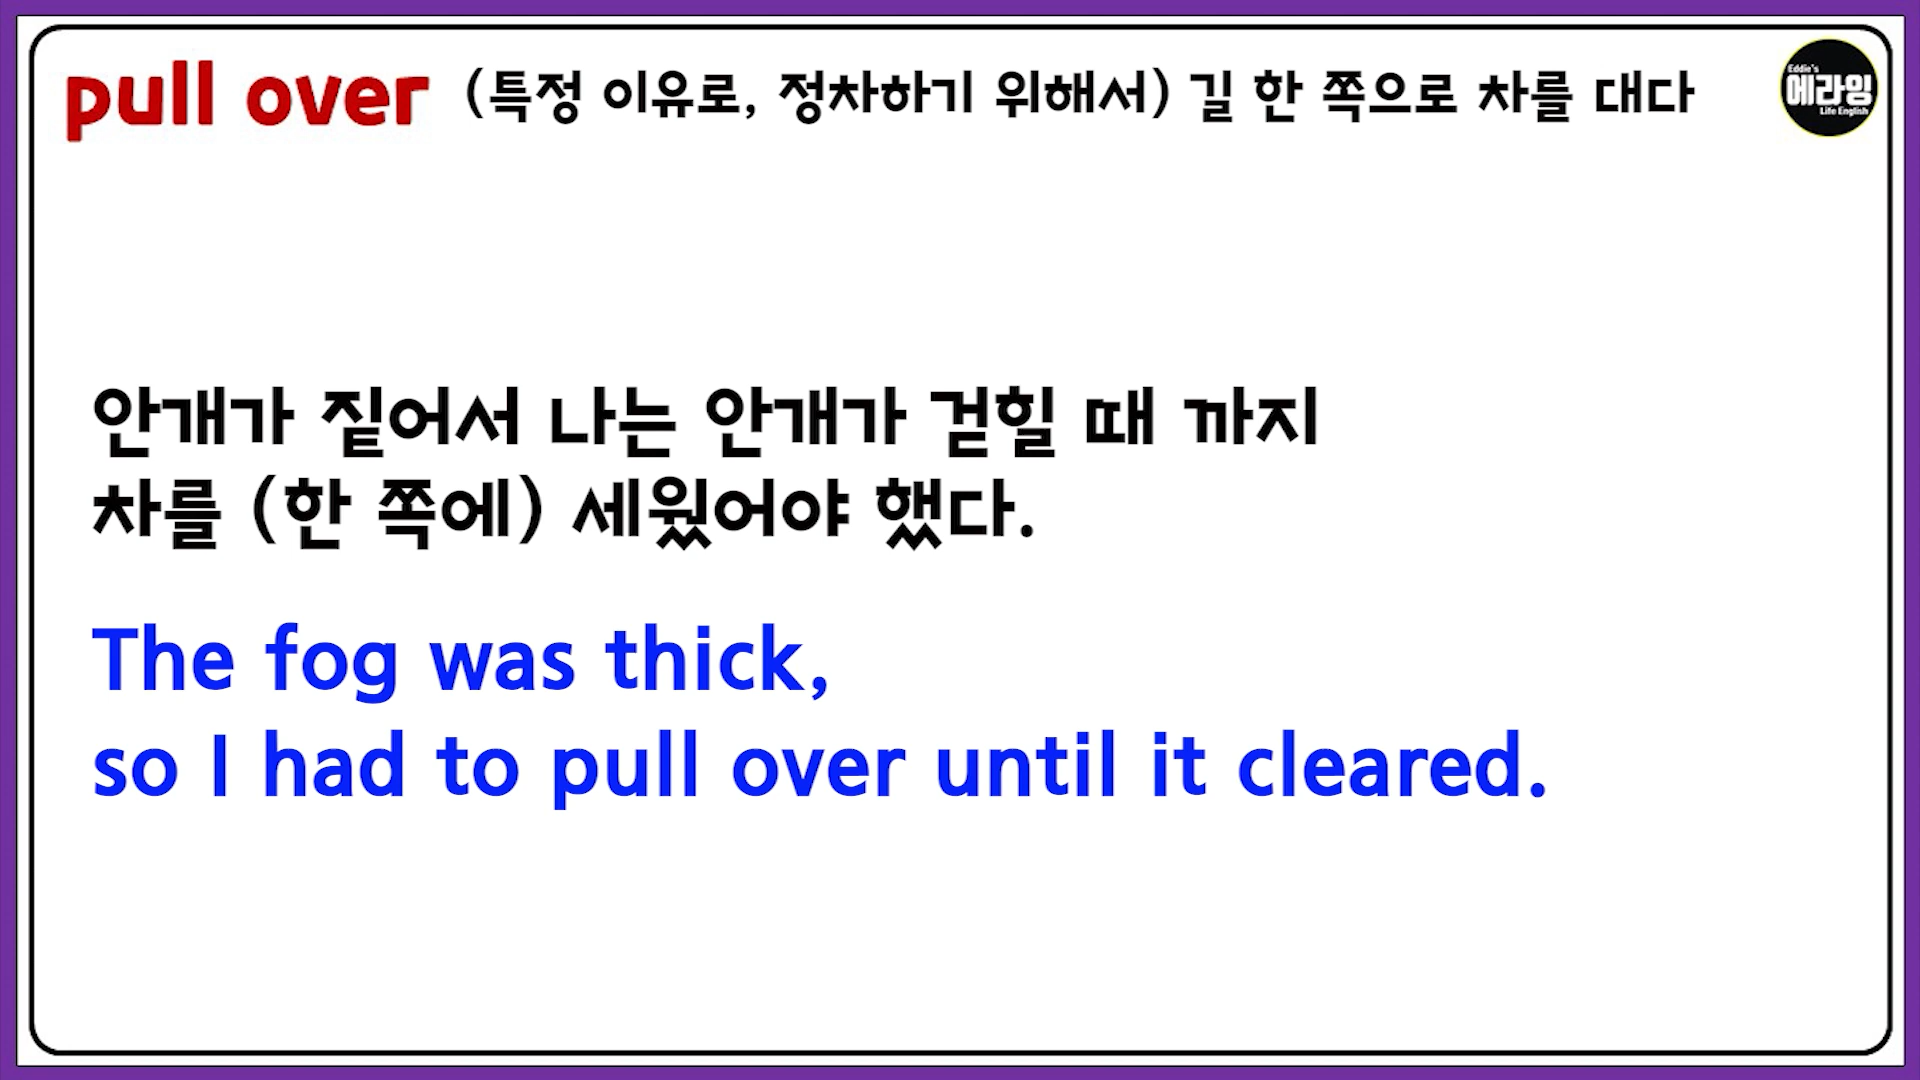 pull over (특정 이유로, 정차하기 위해서) 길 한 쪽으로 차를 대다
Eddie's
에라잉
Life English
안개가 짙어서 나는 안개가 걷힐 때 까지
차를 (한 쪽에) 세웠어야 했다.
The fog was thick,
so I had to pull over until it cleared.